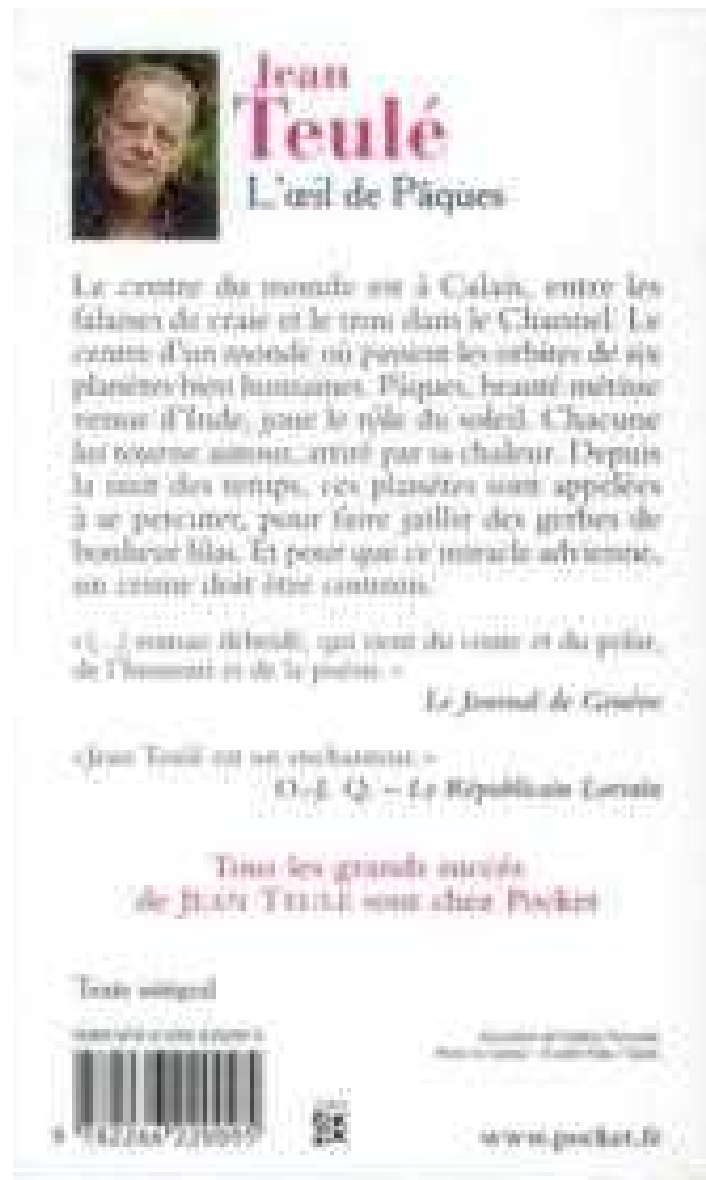 Jean
Teulé
L'œil de Pâques
Le centre du monde est à Calais, entre les
falaises de craie et le trou dans le Channel. Le
centre d'un monde où payient les orbites de six
planètes bien humaines. Pâques, beauté métisse
venue d'Inde, joue le rôle du soleil. Chacune
lui tourne autour, attiré par sa chaleur. Depuis
la nuit des temps, ces planètes sont appelées
à se percuter, pour faire jaillir des gerbes de
bonheur lilas. Et pour que ce miracle advienne,
un crime doit être commis.
« (...) roman débridé, qui tient du conte et du polar,
de l'humour et de la poésie. »
Le Journal de Genève
« Jean Teulé est un enchanteur. »
O.-J. Q. – Le Républicain Lorrain
Tous les grands succès
de JEAN TEULÉ sont chez Pocket
Texte intégral
www.pocket.fr